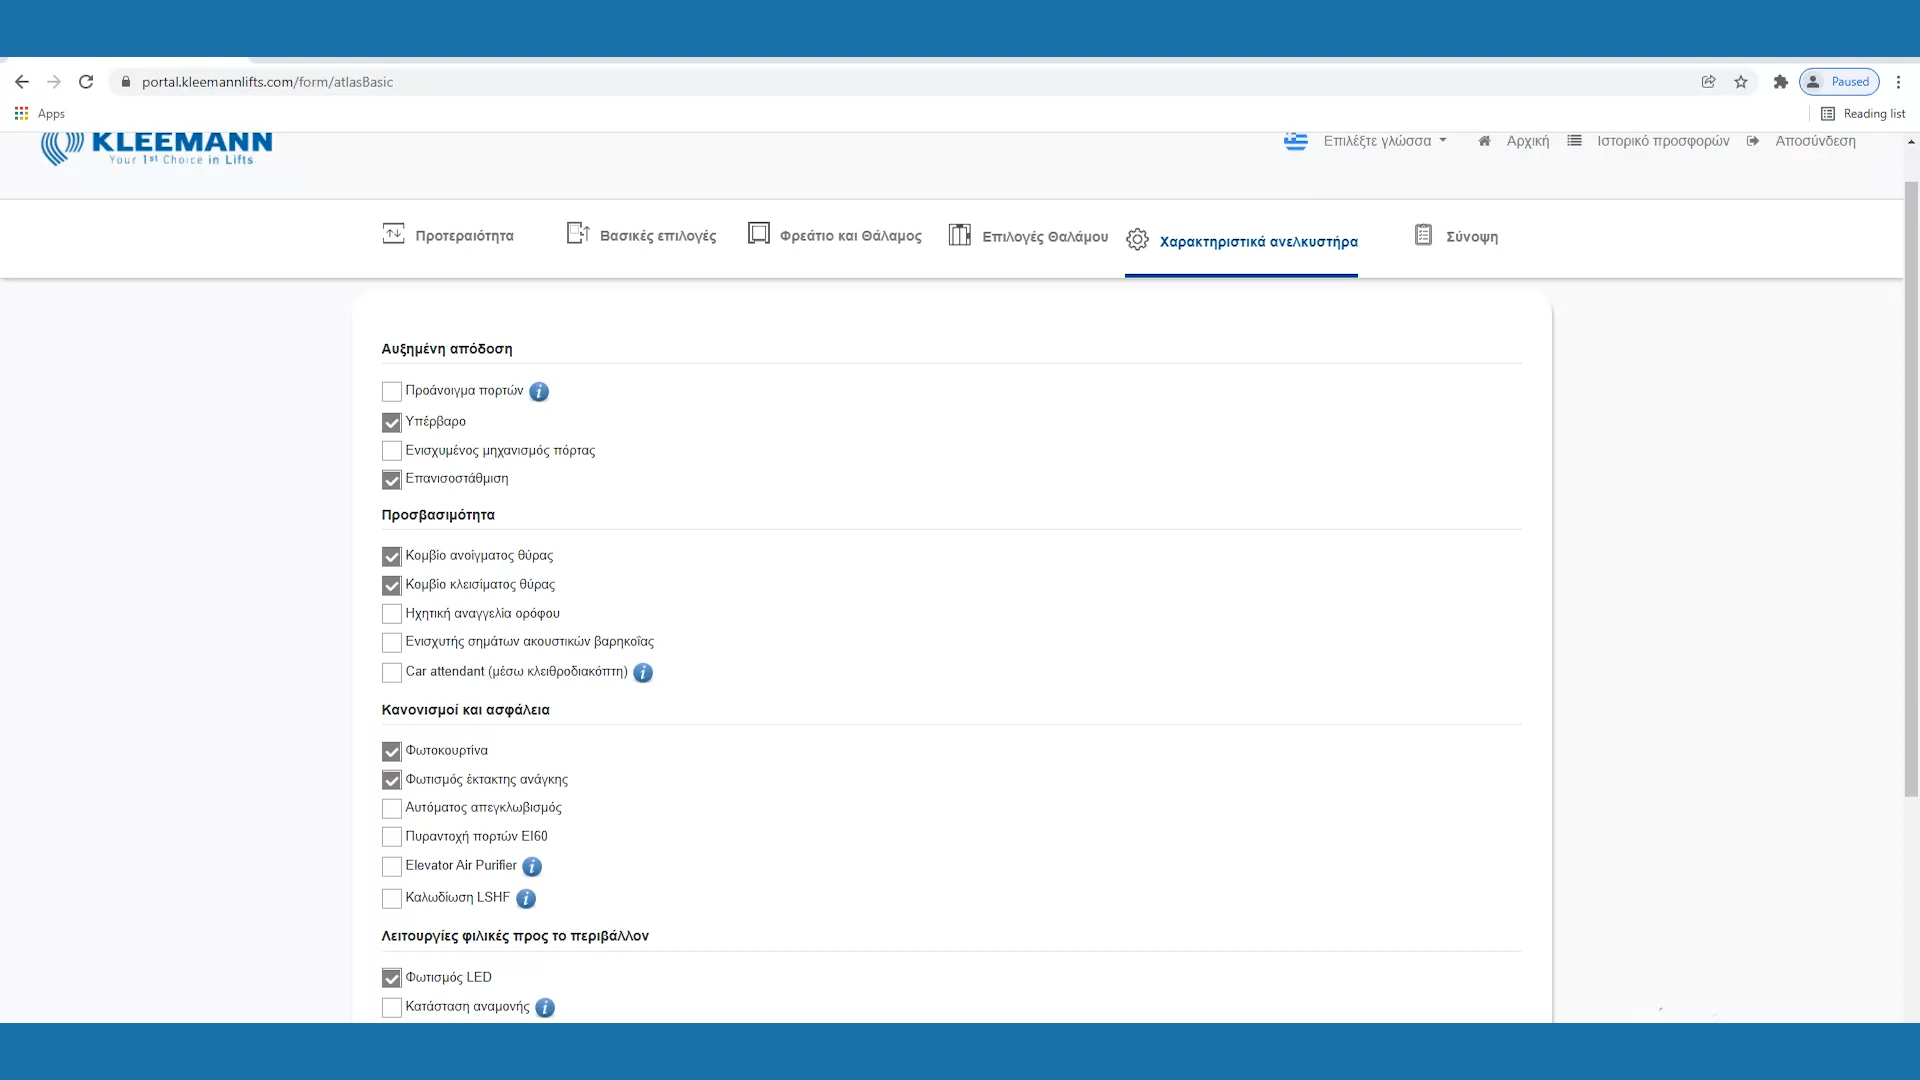 portal.kleemannlifts.com/form/atlasBasic
Paused
Apps
Reading list
KLEEMANN
Your 1st Choice in Lifts
Επιλέξτε γλώσσα
Αρχική
Ιστορικό προσφορών
Αποσύνδεση
Προτεραιότητα
Βασικές επιλογές
Φρεάτιο και Θάλαμος
Επιλογές Θαλάμου
Χαρακτηριστικά ανελκυστήρα
Σύνοψη
Αυξημένη απόδοση
Προάνοιγμα πορτών
Υπέρβαρο
Ενισχυμένος μηχανισμός πόρτας
Επανισοστάθμιση
Προσβασιμότητα
Κομβίο ανοίγματος θύρας
Κομβίο κλεισίματος θύρας
Ηχητική αναγγελία ορόφου
Ενισχυτής σημάτων ακουστικών βαρηκοΐας
Car attendant (μέσω κλειθροδιακόπτη)
Κανονισμοί και ασφάλεια
Φωτοκουρτίνα
Φωτισμός έκτακτης ανάγκης
Αυτόματος απεγκλωβισμός
Πυραντοχή πορτών EI60
Elevator Air Purifier
Καλωδίωση LSHF
Λειτουργίες φιλικές προς το περιβάλλον
Φωτισμός LED
Κατάσταση αναμονής